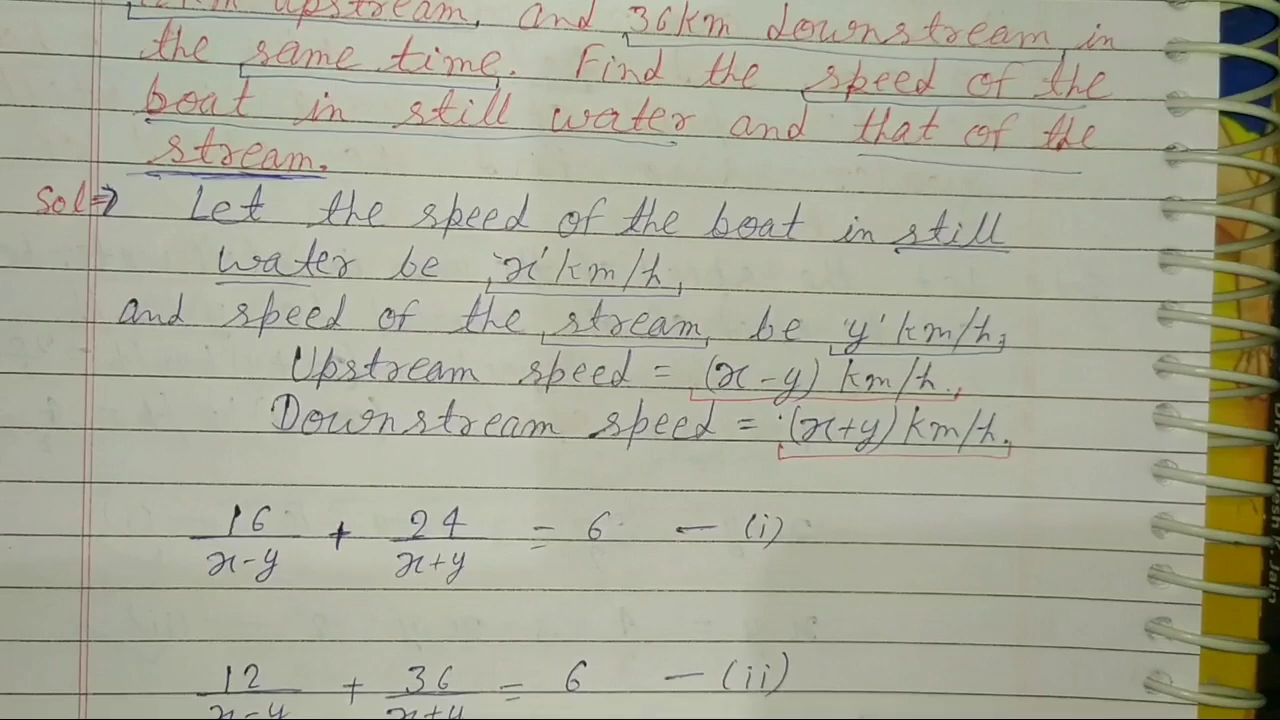 upstream, and 36km downstream in
the same time. Find the speed of the
boat in still water and that of the
stream.
Sol⇒ Let the speed of the boat in still
water be 'x' km/h,
and speed of the stream, be 'y' km/h,
Upstream speed = (x-y) km/h.,
Downstream speed = (x+y) km/h.
16/(x-y) + 24/(x+y) = 6 — (i)
12/(x-y) + 36/(x+y) = 6 — (ii)